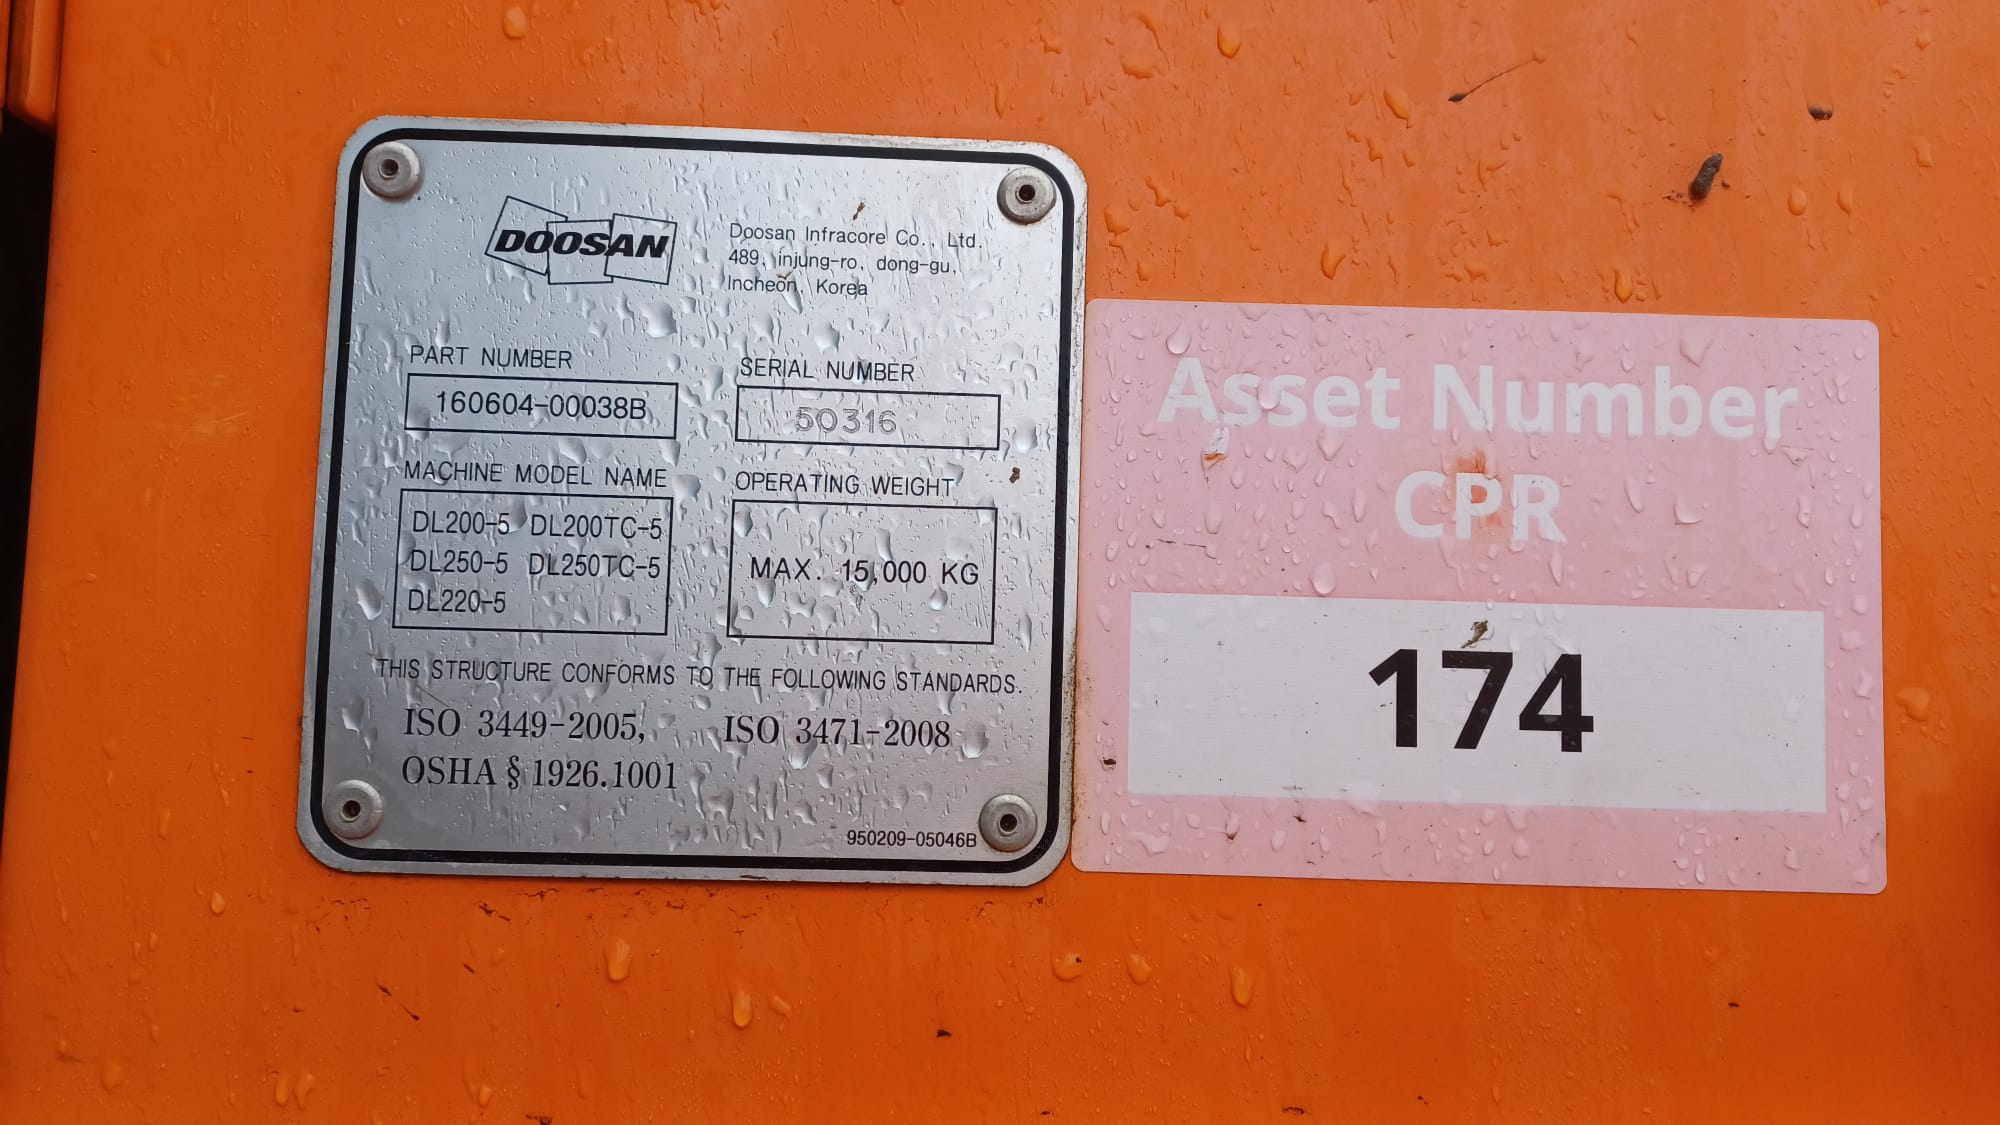 DOOSAN
Doosan Infracore Co., Ltd.
489, injung-ro, dong-gu,
Incheon, Korea
PART NUMBER
160604-00038B
SERIAL NUMBER
50316
MACHINE MODEL NAME
DL200-5 DL200TC-5
DL250-5 DL250TC-5
DL220-5
OPERATING WEIGHT
MAX. 15,000 KG
THIS STRUCTURE CONFORMS TO THE FOLLOWING STANDARDS.
ISO 3449-2005, ISO 3471-2008
OSHA § 1926.1001
950209-05046B
Asset Number
CPR
174